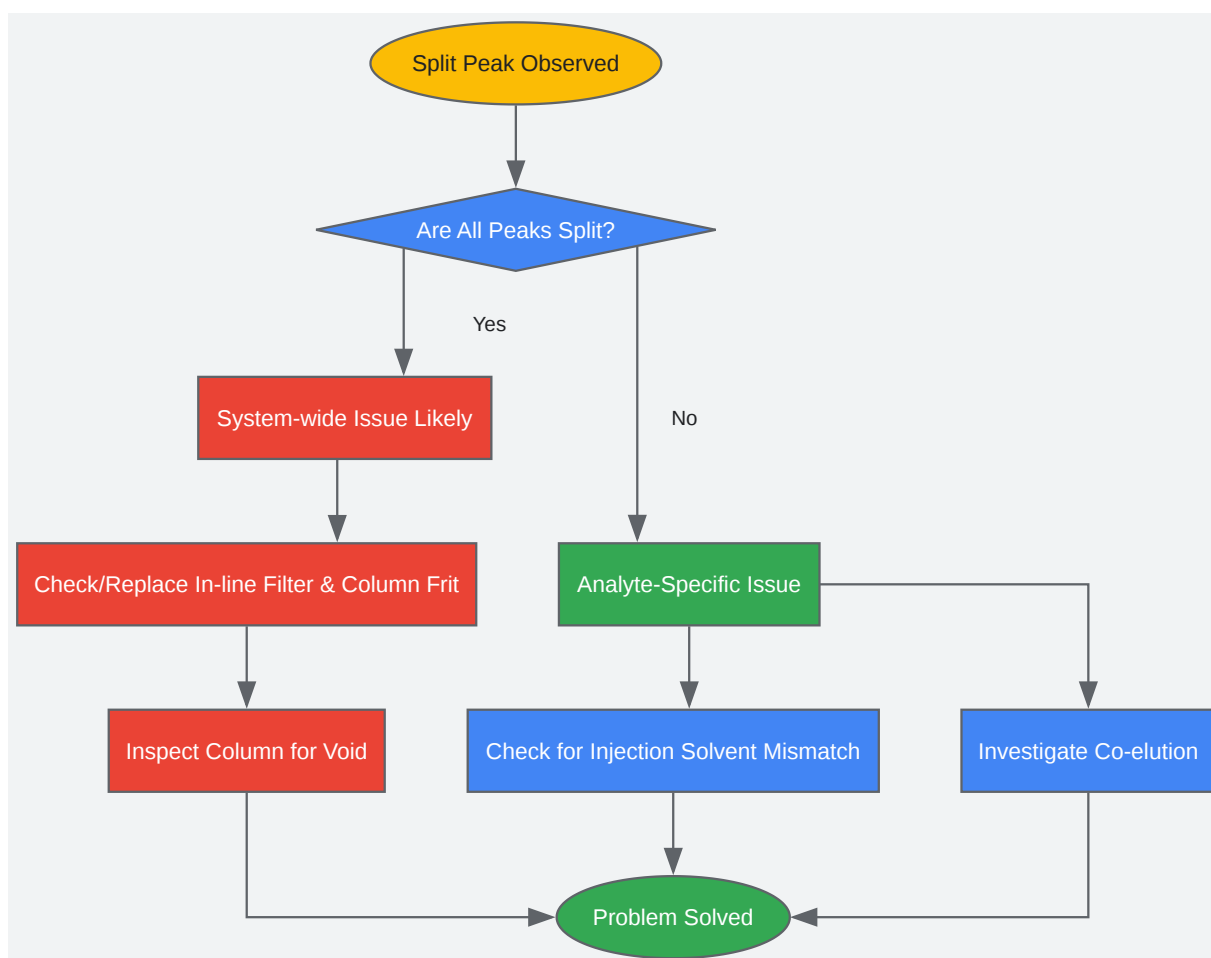 Split Peak Observed
Are All Peaks Split?
Yes
System-wide Issue Likely
No
Check/Replace In-line Filter & Column Frit
Analyte-Specific Issue
Inspect Column for Void
Check for Injection Solvent Mismatch
Investigate Co-elution
Problem Solved